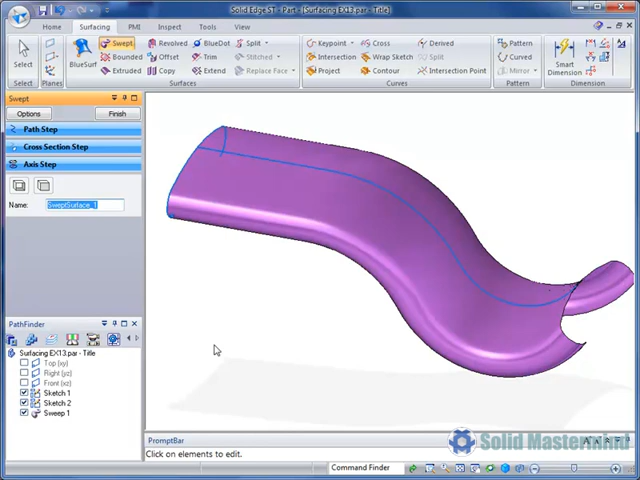 Solid Edge ST - Part - [Surfacing EX13.par - Title]
Home Surfacing PMI Inspect Tools View
Select
Planes
BlueSurf
Swept Revolved BlueDot Split
Bounded Offset Trim Stitched
Extruded Copy Extend Replace Face
Keypoint Cross Derived
Intersection Wrap Sketch
Project Contour Intersection Point
Pattern
Curved
Mirror
Smart
Dimension
Select Planes Surfaces Curves Pattern Dimension
Swept
Options Finish
Path Step
Cross Section Step
Axis Step
Name: SweptSurface_1
PathFinder
Surfacing EX13.par - Title
Top (xy)
Right (yz)
Front (xz)
Sketch 1
Sketch 2
Sweep 1
PromptBar
Click on elements to edit.
Solid Mastermind
Command Finder